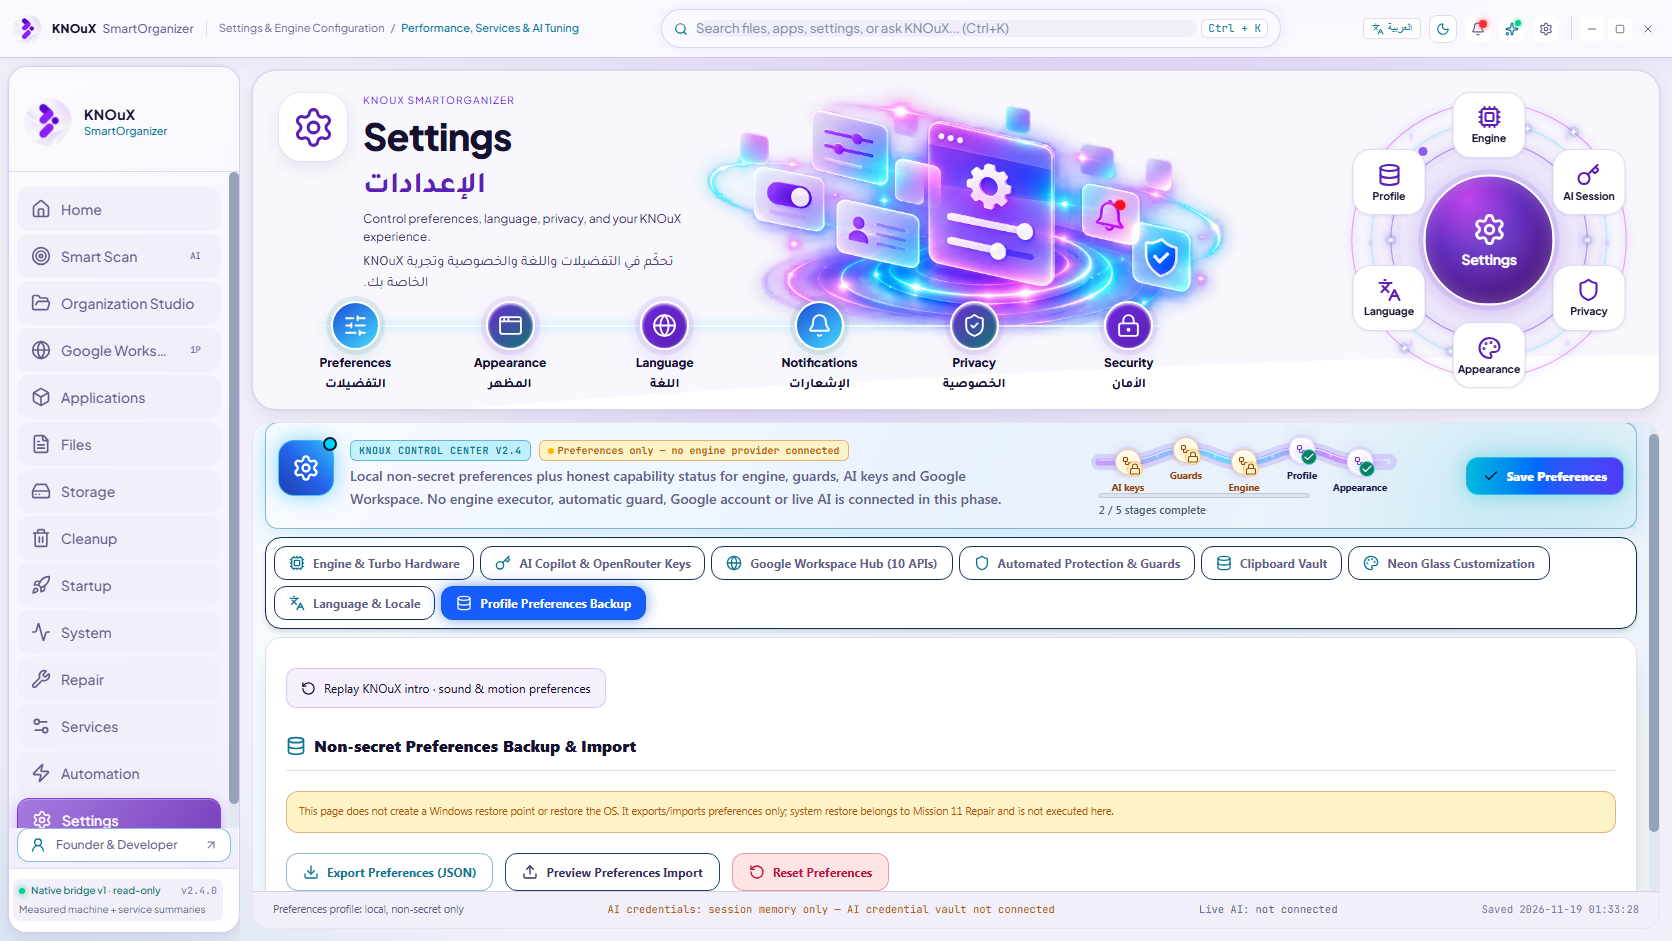 KNOuX SmartOrganizer
Settings & Engine Configuration / Performance, Services & AI Tuning
Search files, apps, settings, or ask KNOuX... (Ctrl+K)
Ctrl + K
العربية
KNOuX
SmartOrganizer
Home
Smart Scan AI
Organization Studio
Google Works... 1P
Applications
Files
Storage
Cleanup
Startup
System
Repair
Services
Automation
Settings
Founder & Developer
Native bridge v1 · read-only v2.4.0
Measured machine + service summaries
KNOUX SMARTORGANIZER
Settings
الإعدادات
Control preferences, language, privacy, and your KNOuX
experience.
تحكّم في التفضيلات واللغة والخصوصية وتجربة KNOuX
الخاصة بك.
Preferences
التفضيلات
Appearance
المظهر
Language
اللغة
Notifications
الإشعارات
Privacy
الخصوصية
Security
الأمان
Engine
Profile
AI Session
Settings
Language
Privacy
Appearance
KNOUX CONTROL CENTER V2.4
Preferences only — no engine provider connected
Local non-secret preferences plus honest capability status for engine, guards, AI keys and Google
Workspace. No engine executor, automatic guard, Google account or live AI is connected in this phase.
AI keys
Guards
Engine
Profile
Appearance
2 / 5 stages complete
Save Preferences
Engine & Turbo Hardware
AI Copilot & OpenRouter Keys
Google Workspace Hub (10 APIs)
Automated Protection & Guards
Clipboard Vault
Neon Glass Customization
Language & Locale
Profile Preferences Backup
Replay KNOuX intro · sound & motion preferences
Non-secret Preferences Backup & Import
This page does not create a Windows restore point or restore the OS. It exports/imports preferences only; system restore belongs to Mission 11 Repair and is not executed here.
Export Preferences (JSON)
Preview Preferences Import
Reset Preferences
Preferences profile: local, non-secret only
AI credentials: session memory only — AI credential vault not connected
Live AI: not connected
Saved 2026-11-19 01:33:28